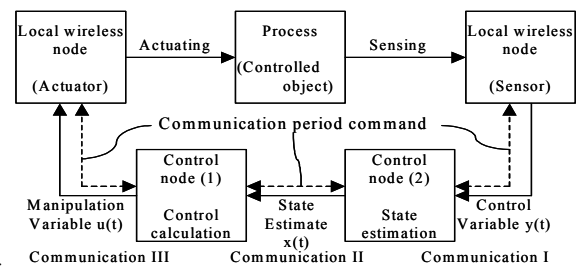 Local wireless
node
(Actuator)
Actuating
Process
(Controlled
object)
Sensing
Local wireless
node
(Sensor)
Communication period command
Control
node (1)
Control
calculation
Control
node (2)
State
estimation
Manipulation
Variable u(t)
State
Estimate
x(t)
Control
Variable y(t)
Communication III
Communication II
Communication I